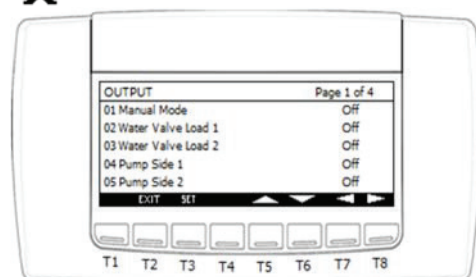 OUTPUT Page 1 of 4
01 Manual Mode Off
02 Water Valve Load 1 Off
03 Water Valve Load 2 Off
04 Pump Side 1 Off
05 Pump Side 2 Off
EXIT SET
T1 T2 T3 T4 T5 T6 T7 T8